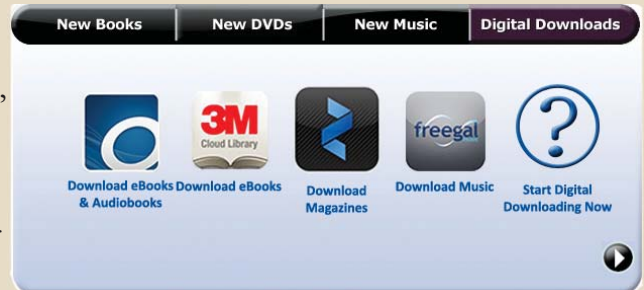 New Books New DVDs New Music Digital Downloads
3M
Cloud Library
freegal
Download eBooks & Audiobooks
Download eBooks
Download Magazines
Download Music
Start Digital Downloading Now
?
,
.